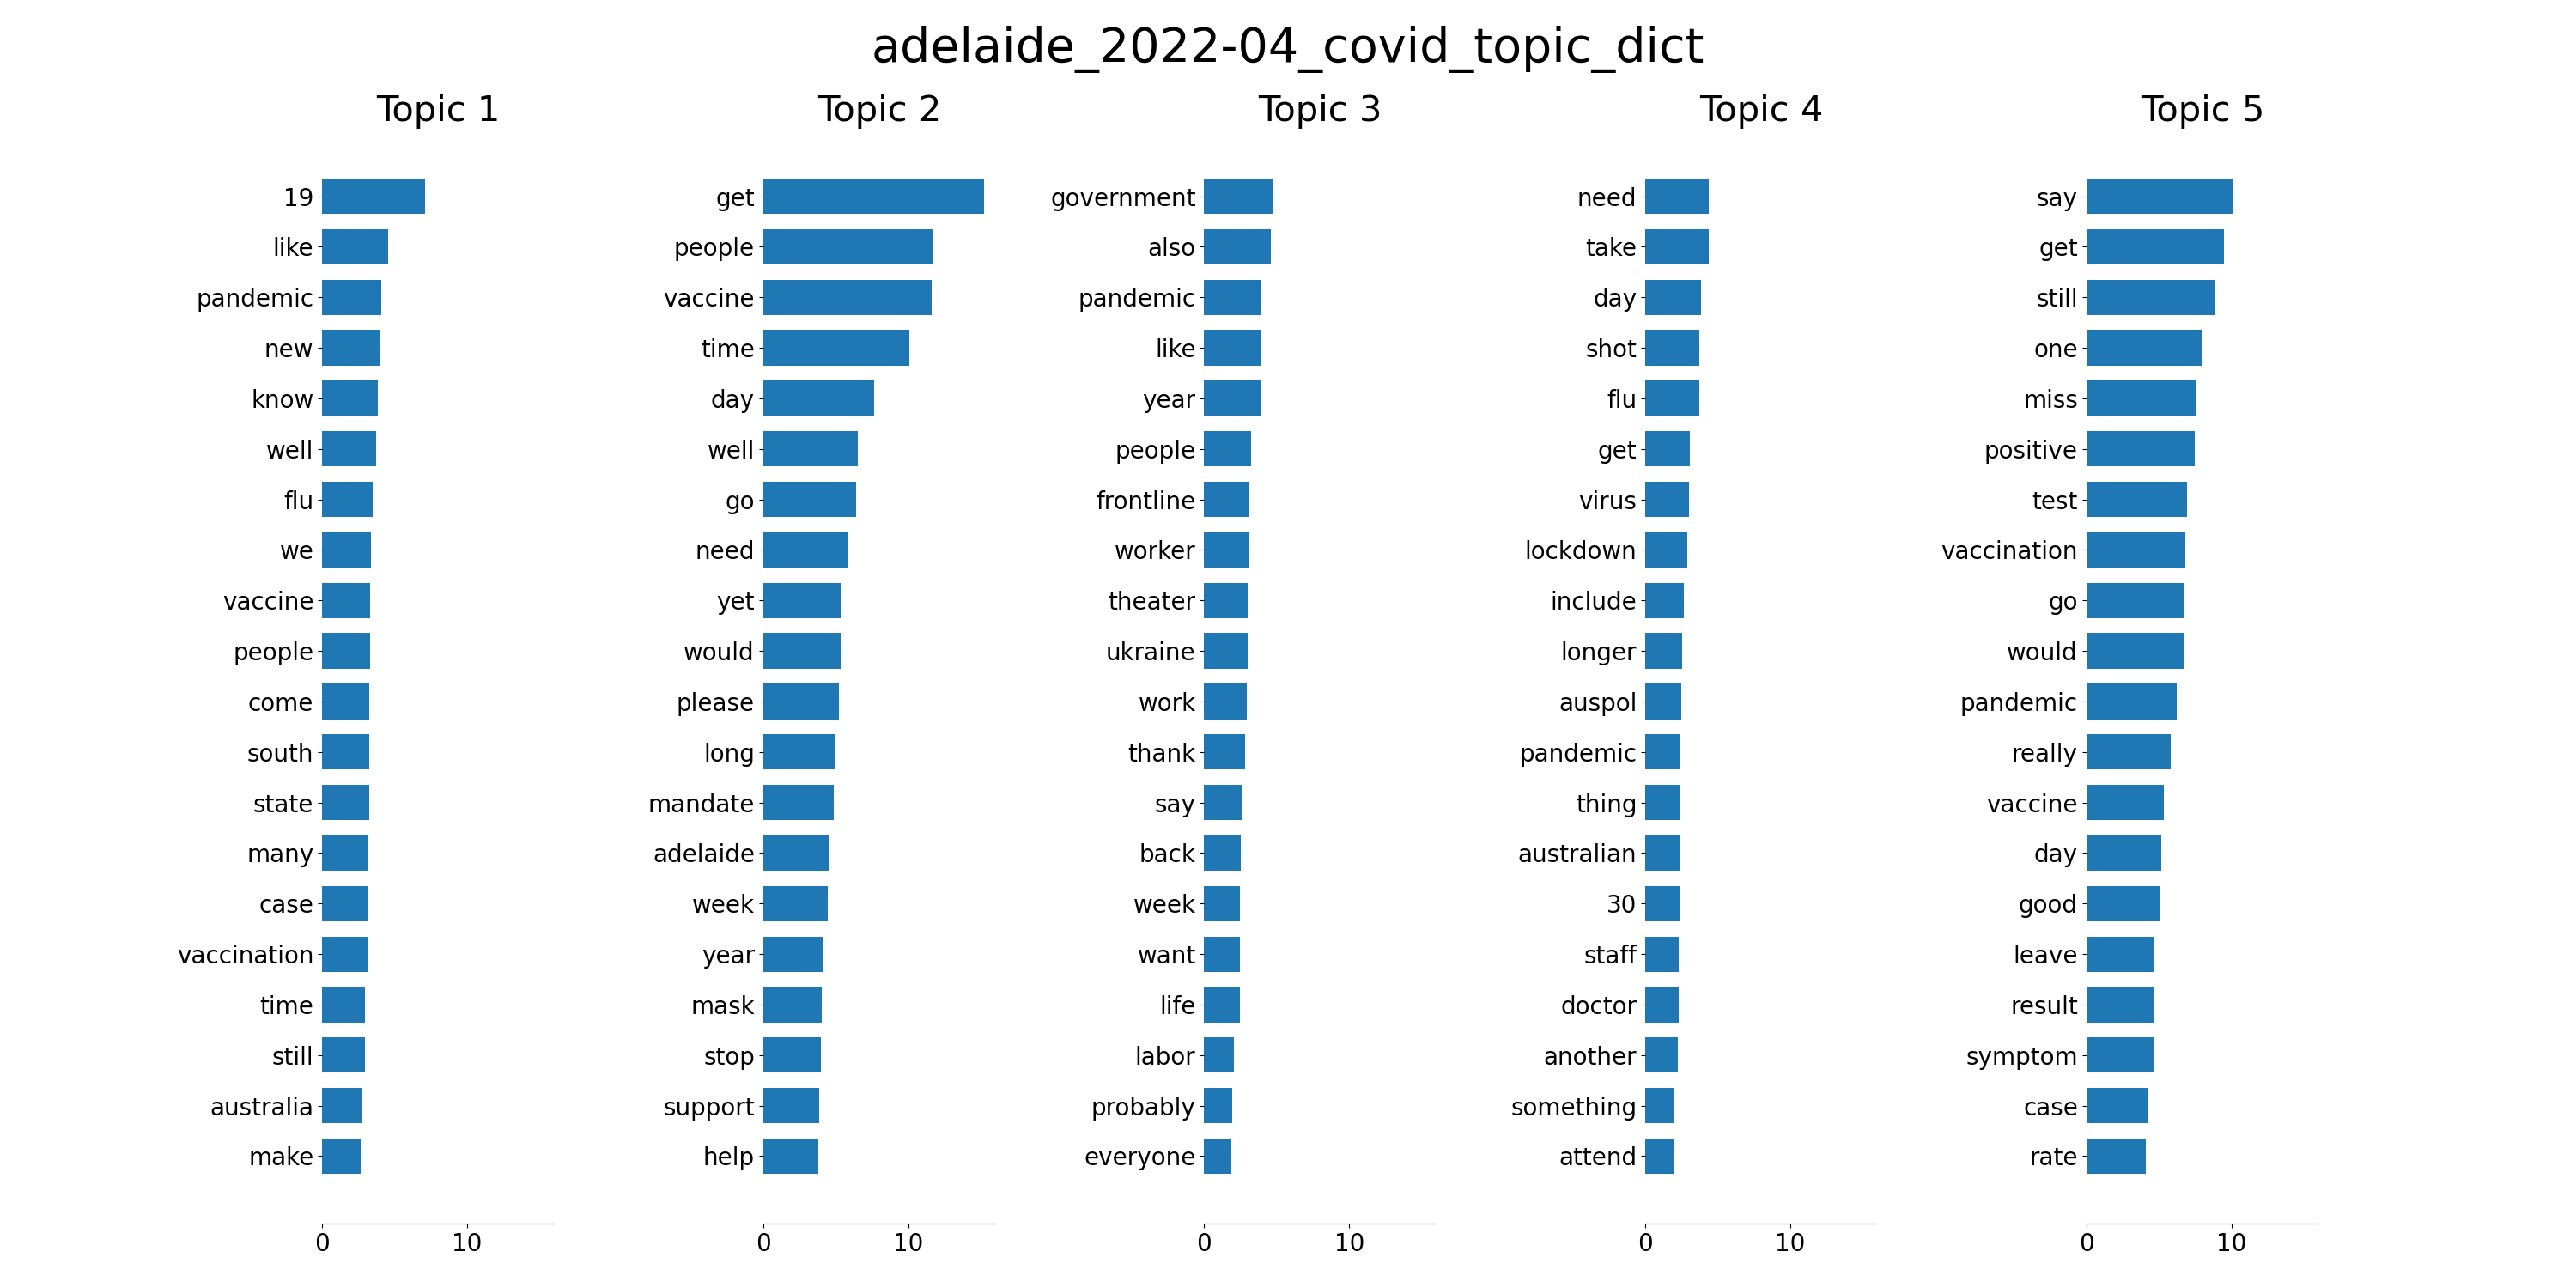 adelaide_2022-04_covid_topic_dict
Topic 1
19
like
pandemic
new
know
well
flu
we
vaccine
people
come
south
state
many
case
vaccination
time
still
australia
make
0 10
Topic 2
get
people
vaccine
time
day
well
go
need
yet
would
please
long
mandate
adelaide
week
year
mask
stop
support
help
0 10
Topic 3
government
also
pandemic
like
year
people
frontline
worker
theater
ukraine
work
thank
say
back
week
want
life
labor
probably
everyone
0 10
Topic 4
need
take
day
shot
flu
get
virus
lockdown
include
longer
auspol
pandemic
thing
australian
30
staff
doctor
another
something
attend
0 10
Topic 5
say
get
still
one
miss
positive
test
vaccination
go
would
pandemic
really
vaccine
day
good
leave
result
symptom
case
rate
0 10